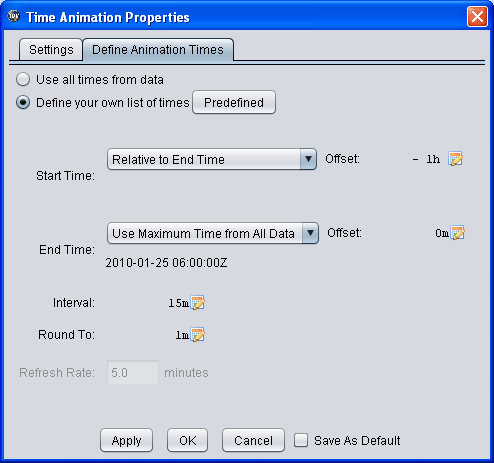 Time Animation Properties
Settings
Define Animation Times
Use all times from data
Define your own list of times
Predefined
Start Time:
Relative to End Time
Offset:
- 1h
End Time:
Use Maximum Time from All Data
Offset:
0m
2010-01-25 06:00:00Z
Interval:
15m
Round To:
1m
Refresh Rate:
5.0
minutes
Apply
OK
Cancel
Save As Default